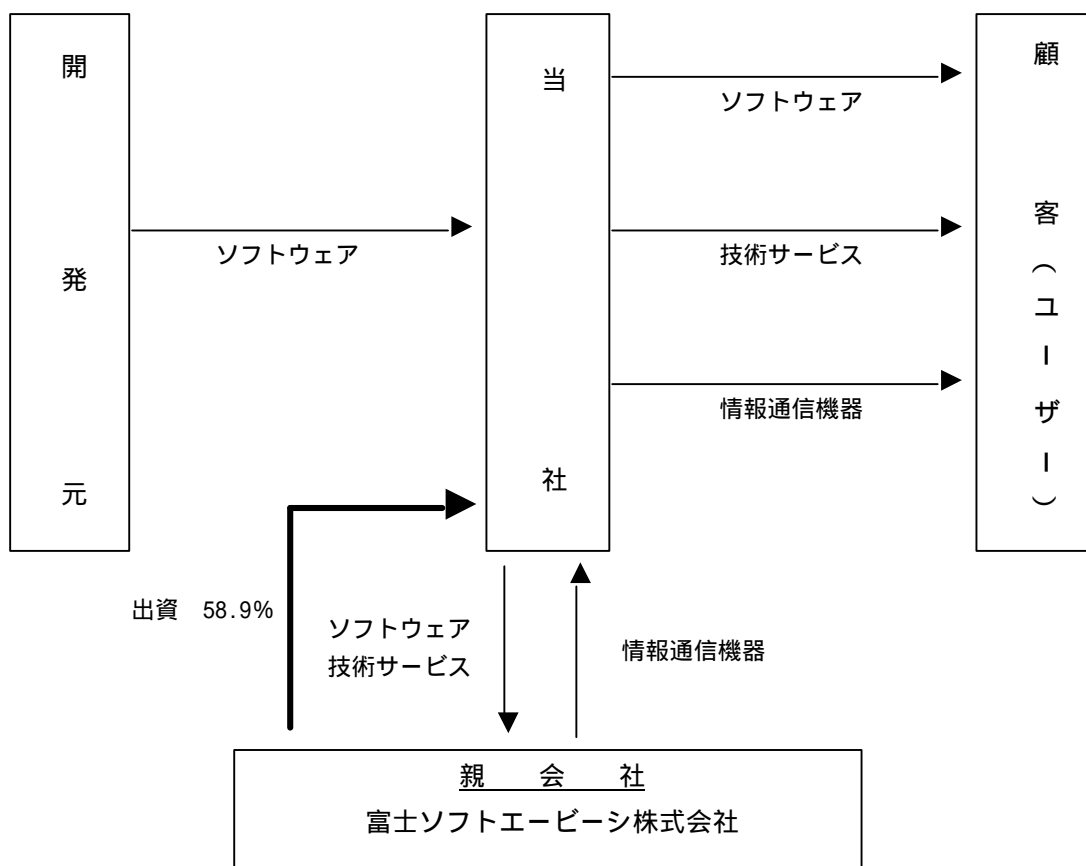 開発元
ソフトウェア
当社
ソフトウェア
技術サービス
情報通信機器
顧客（ユーザー）
出資 58.9%
ソフトウェア
技術サービス
情報通信機器
親会社
富士ソフトエービーシ株式会社